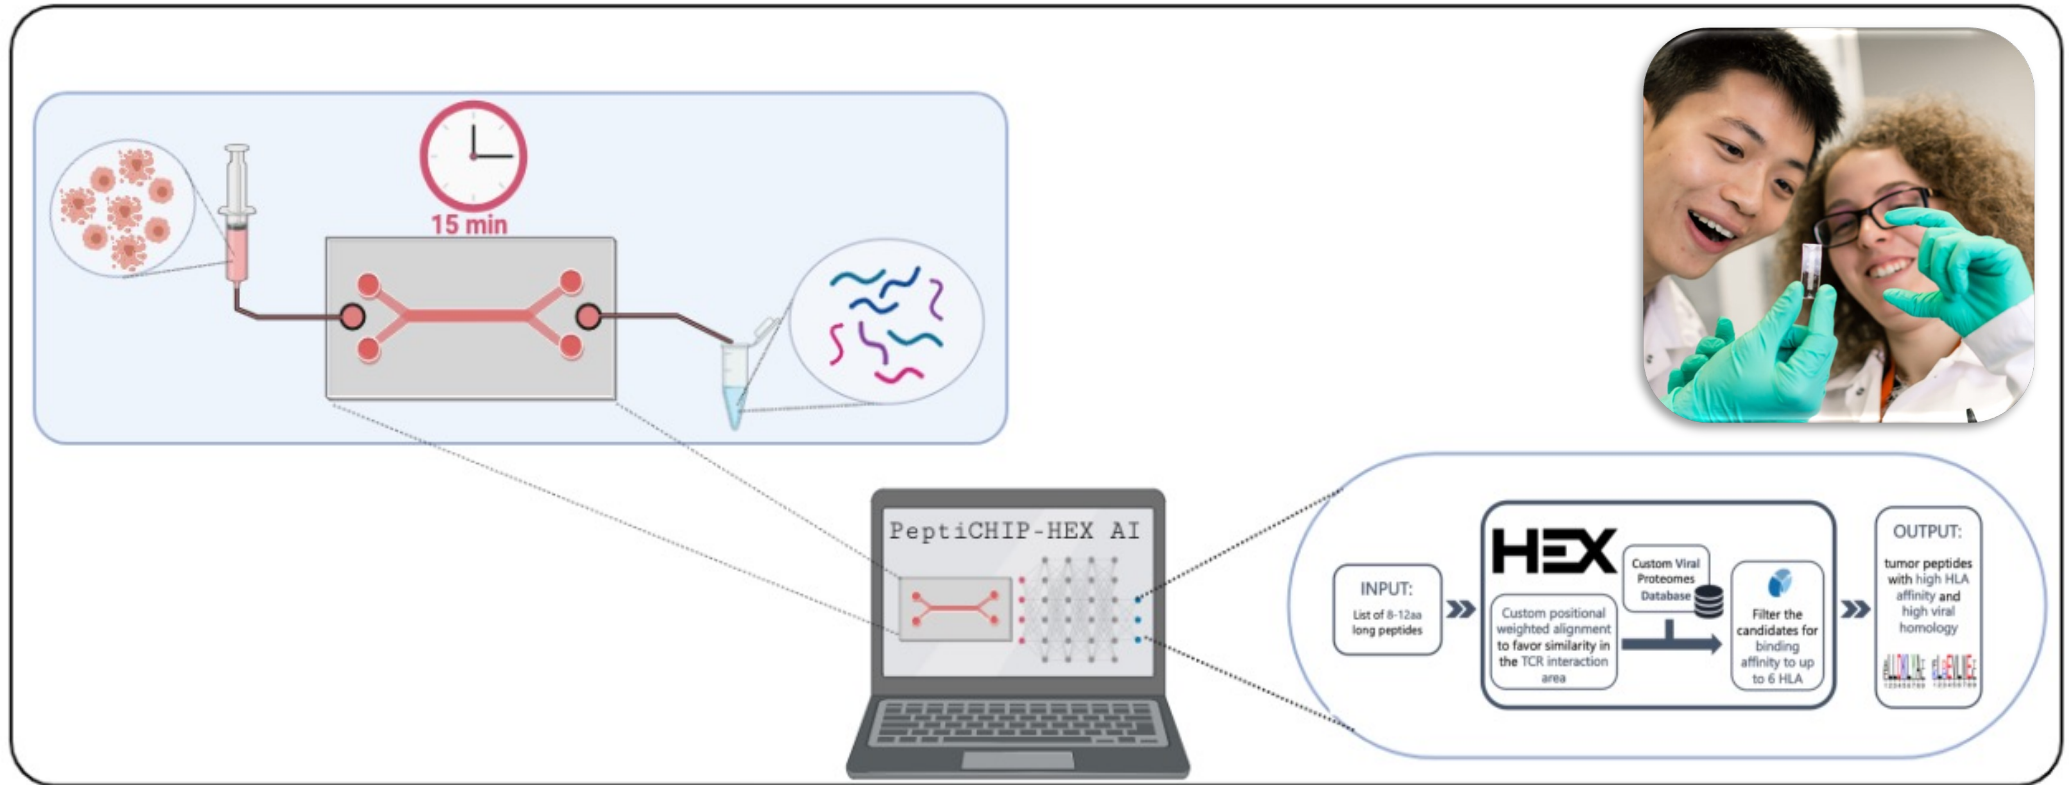 15 min
PeptiCHIP-HEX AI
INPUT:
List of 8-12aa
long peptides
HEX
Custom positional
weighted alignment
to favor similarity in
the TCR interaction
area
Custom Viral
Proteomes
Database
Filter the
candidates for
binding
affinity to up
to 6 HLA
OUTPUT:
tumor peptides
with high HLA
affinity and
high viral
homology
123456789
123456789